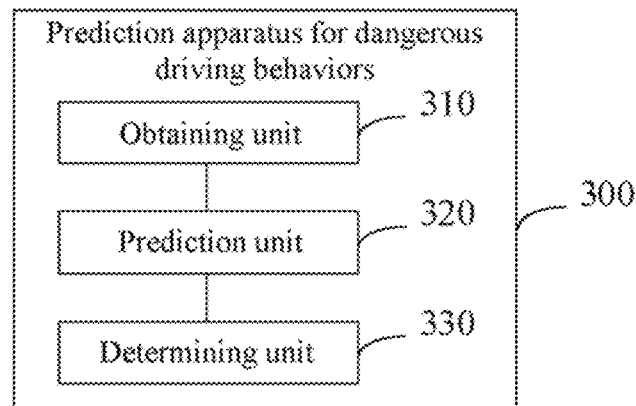 Prediction apparatus for dangerous
driving behaviors
310
Obtaining unit
320
300
Prediction unit
330
Determining unit